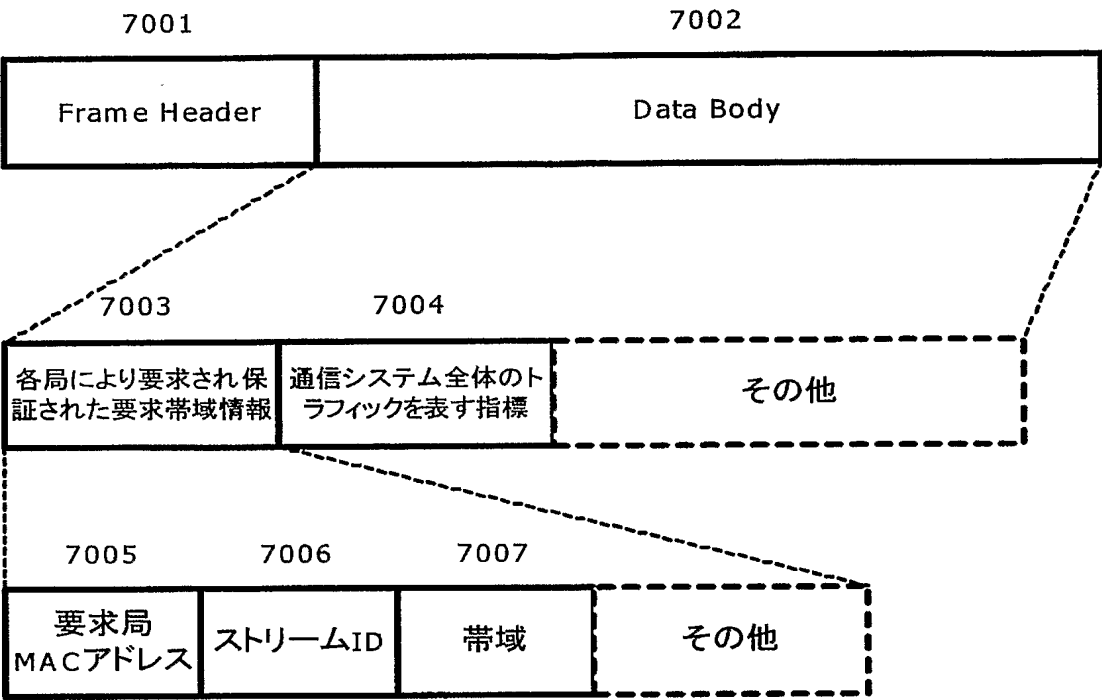 7001
7002
Frame Header
Data Body
7003
7004
各局により要求され保
証された要求帯域情報
通信システム全体のト
ラフィックを表す指標
その他
7005
7006
7007
要求局
MACアドレス
ストリームID
帯域
その他